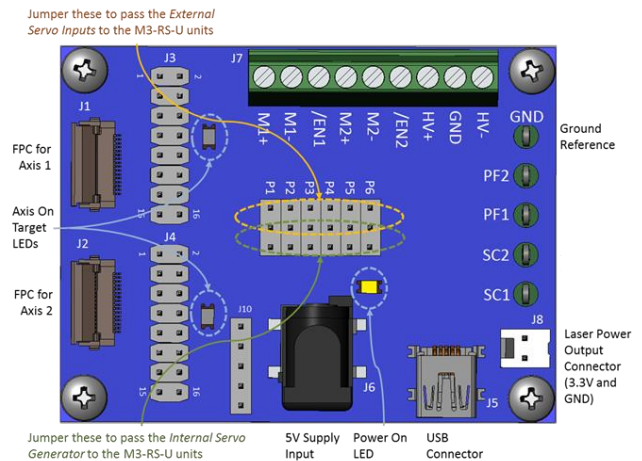 Jumper these to pass the External
Servo Inputs to the M3-RS-U units
J7
J3
1
2
J1
M1+
M1-
/EN1
M2+
M2-
/EN2
HV+
GND
HV-
GND
Ground
Reference
FPC for
Axis 1
PF2
P1
P2
P3
P4
P5
P6
Axis On
Target
LEDs
15
16
PF1
J4
J2
1
2
SC2
FPC for
Axis 2
SC1
J10
J8
Laser Power
Output
Connector
(3.3V and
GND)
15
16
J6
J5
Jumper these to pass the Internal Servo
Generator to the M3-RS-U units
5V Supply
Input
Power On
LED
USB
Connector